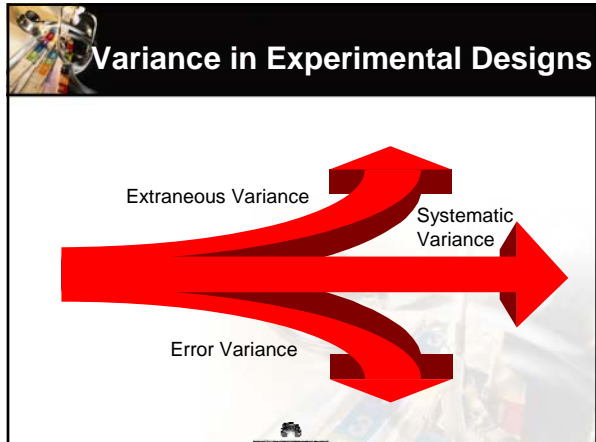 Variance in Experimental Designs
Extraneous Variance
Systematic
Variance
Error Variance